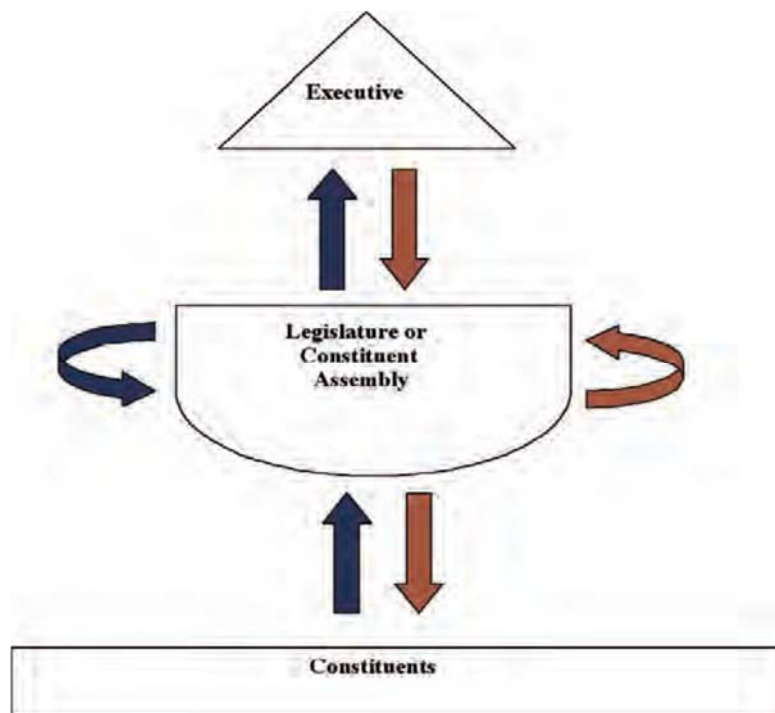 Executive
Legislature or
Constituent
Assembly
Constituents